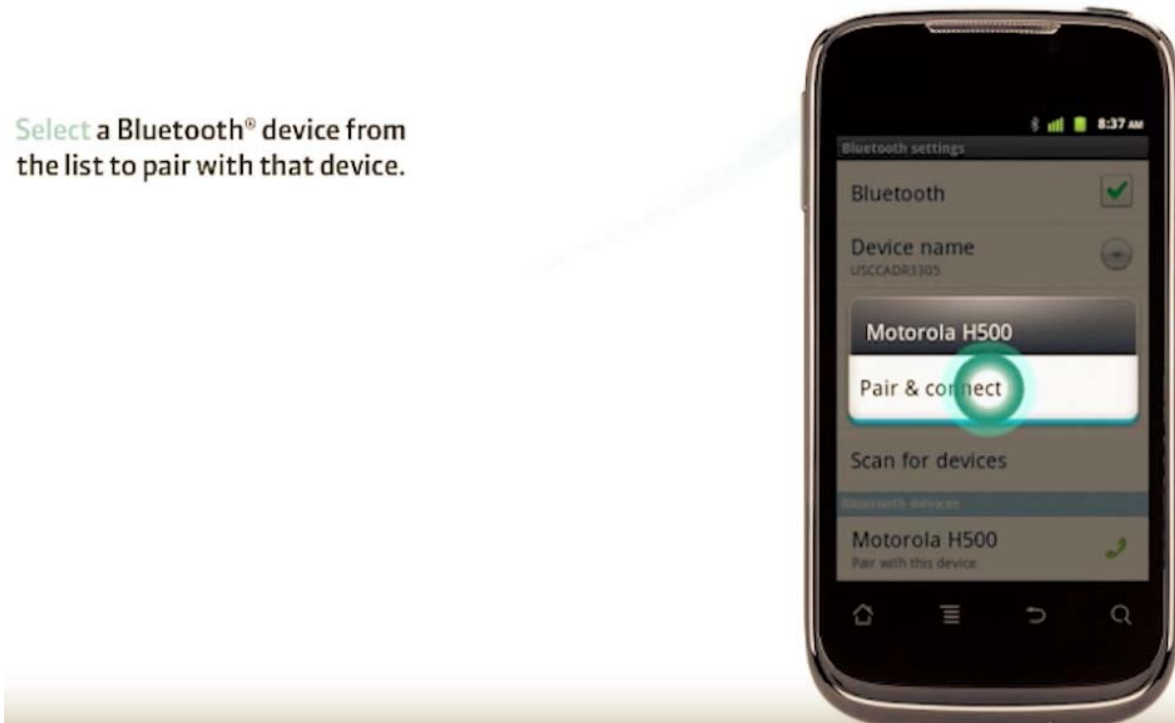 Select a Bluetooth® device from
the list to pair with that device.
8:37 AM
Bluetooth settings
Bluetooth
Device name
USCCADR3305
Motorola H500
Pair & connect
Scan for devices
Bluetooth devices
Motorola H500
Pair with this device